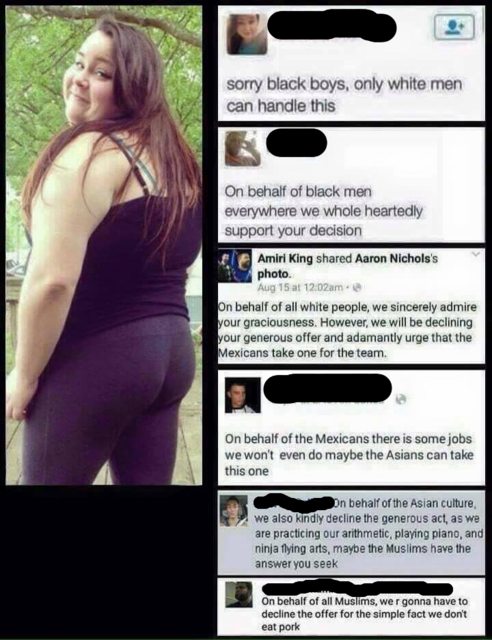 sorry black boys, only white men
can handle this
On behalf of black men
everywhere we whole heartedly
support your decision
Amiri King shared Aaron Nichols's
photo.
Aug 15 at 12:02am •
On behalf of all white people, we sincerely admire
your graciousness. However, we will be declining
your generous offer and adamantly urge that the
Mexicans take one for the team.
On behalf of the Mexicans there is some jobs
we won't even do maybe the Asians can take
this one
On behalf of the Asian culture,
we also kindly decline the generous act, as we
are practicing our arithmetic, playing piano, and
ninja flying arts, maybe the Muslims have the
answer you seek
On behalf of all Muslims, we r gonna have to
decline the offer for the simple fact we don't
eat pork